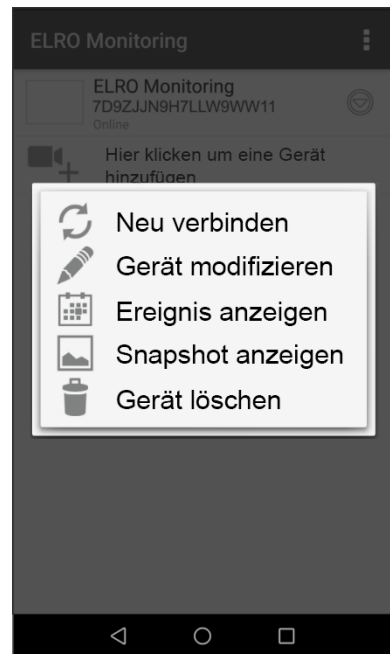 ELRO Monitoring
ELRO Monitoring
7D9ZJJN9H7LLW9WW11
Online
Hier klicken um eine Gerät
hinzufügen
Neu verbinden
Gerät modifizieren
Ereignis anzeigen
Snapshot anzeigen
Gerät löschen